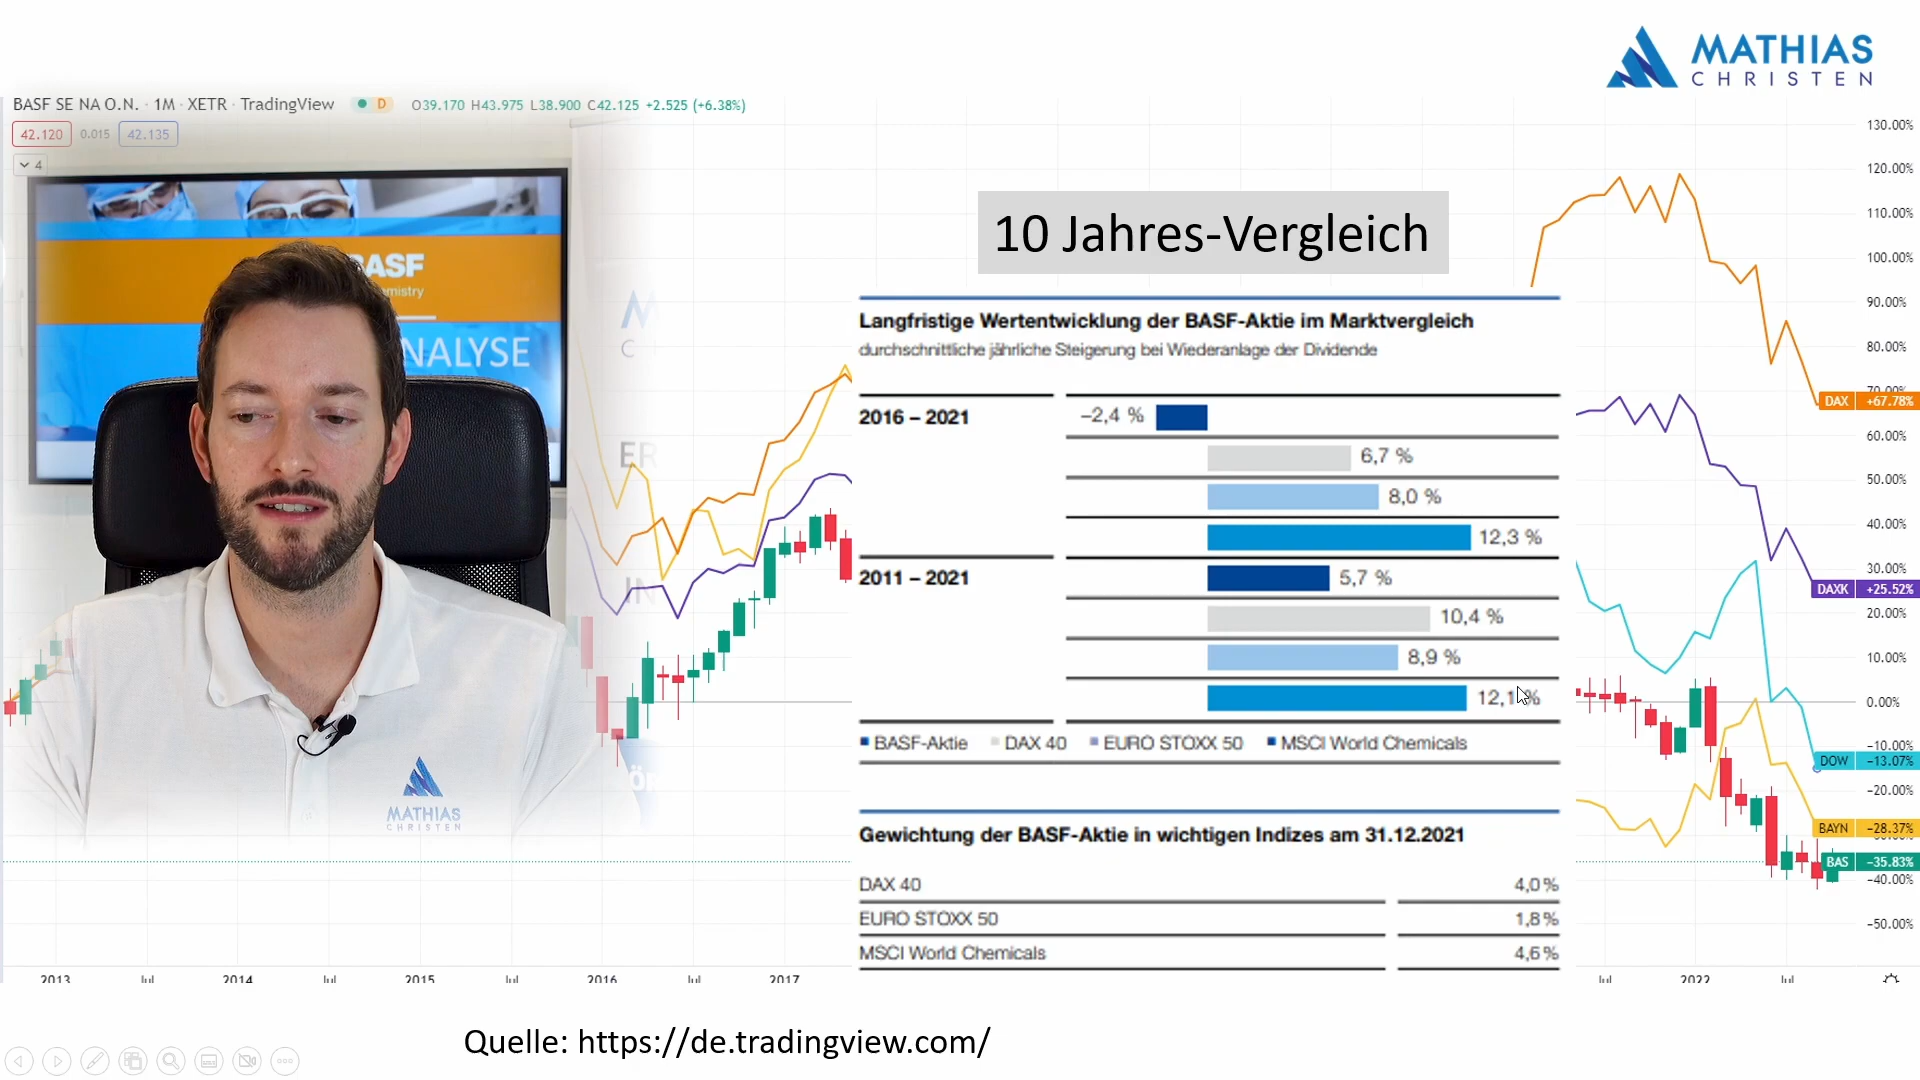 MATHIAS
CHRISTEN
BASF SE NA O.N. · 1M · XETR · TradingView D O39.170 H43.975 L38.900 C42.125 +2.525 (+6.38%)
42.120 0.015 42.135
4
10 Jahres-Vergleich
BASF
ANALYSE
Langfristige Wertentwicklung der BASF-Aktie im Marktvergleich
durchschnittliche jährliche Steigerung bei Wiederanlage der Dividende
2016 – 2021 –2,4 %
6,7 %
8,0 %
12,3 %
2011 – 2021 5,7 %
10,4 %
8,9 %
BASF-Aktie DAX 40 EURO STOXX 50 MSCI World Chemicals
Gewichtung der BASF-Aktie in wichtigen Indizes am 31.12.2021
DAX 40 4,0 %
EURO STOXX 50 1,8 %
MSCI World Chemicals 4,6 %
MATHIAS
CHRISTEN
130.00%
120.00%
110.00%
100.00%
90.00%
80.00%
70.00%
DAX +67.78%
60.00%
50.00%
40.00%
30.00%
DAXK +25.52%
20.00%
10.00%
0.00%
−10.00%
DOW −13.07%
−20.00%
BAYN −28.37%
BAS −35.83%
−40.00%
−50.00%
2013 Jul 2014 Jul 2015 Jul 2016 Jul 2017 Jul 2022 Jul
Quelle: https://de.tradingview.com/